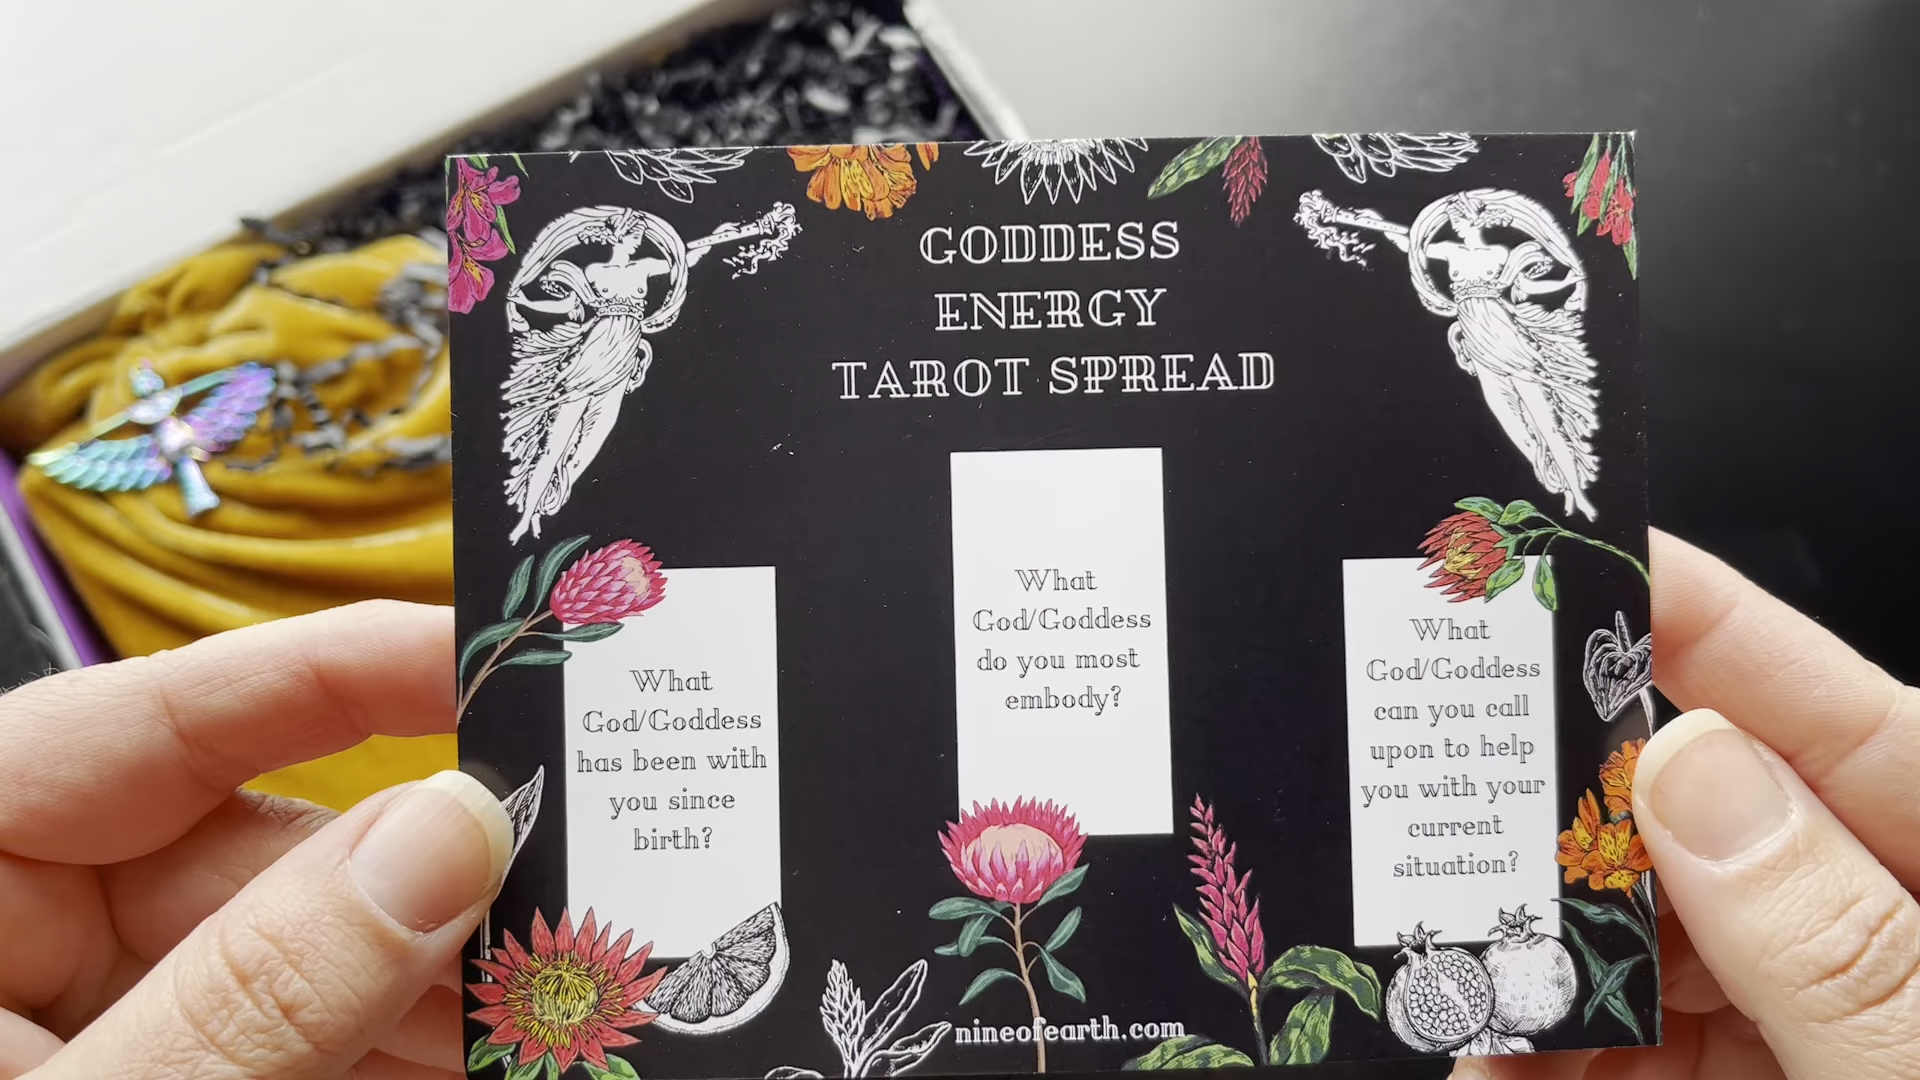 GODDESS
ENERGY
TAROT SPREAD
What
God/Goddess
has been with
you since
birth?
What
God/Goddess
do you most
embody?
What
God/Goddess
can you call
upon to help
you with your
current
situation?
nineofearth.com